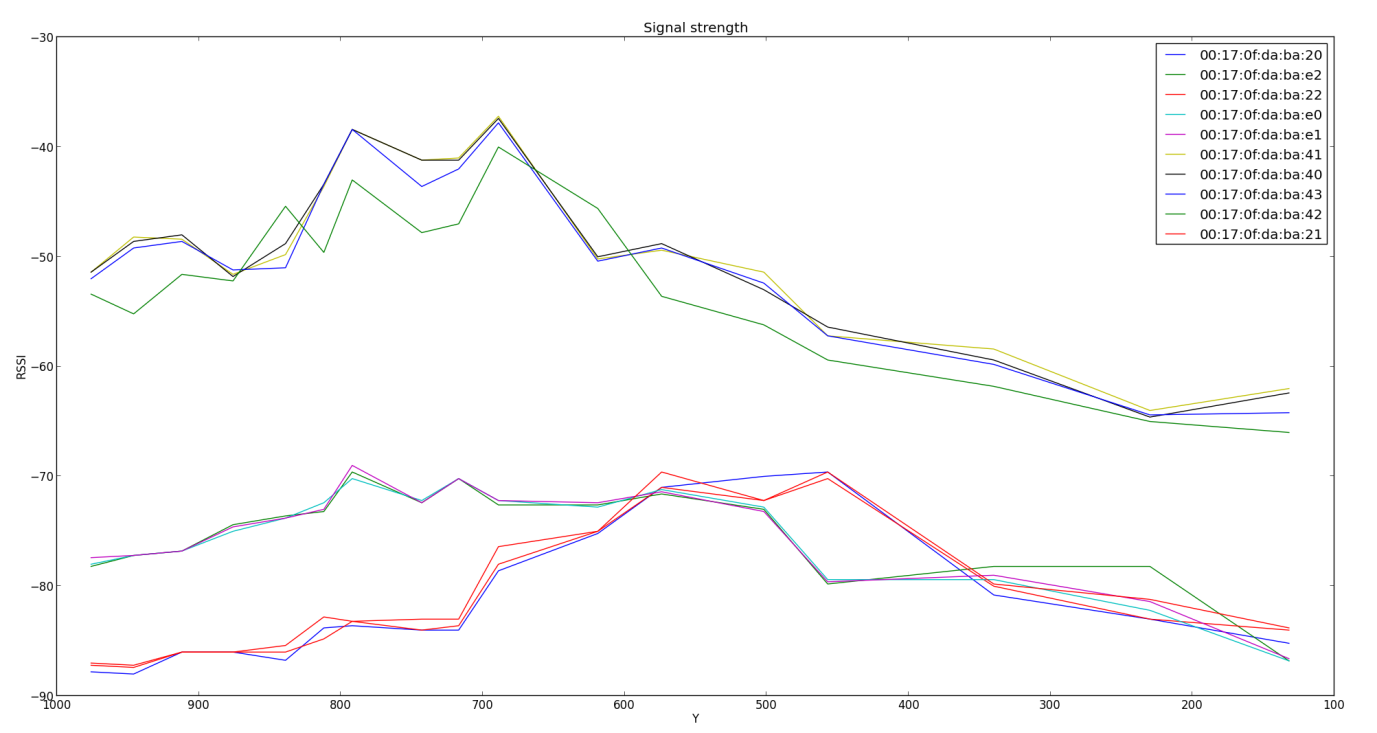 Signal strength
−30
−40
−50
−60
−70
−80
−90
RSSI
00:17:0f:da:ba:20
00:17:0f:da:ba:e2
00:17:0f:da:ba:22
00:17:0f:da:ba:e0
00:17:0f:da:ba:e1
00:17:0f:da:ba:41
00:17:0f:da:ba:40
00:17:0f:da:ba:43
00:17:0f:da:ba:42
00:17:0f:da:ba:21
1000 900 800 700 600 500 400 300 200 100
Y